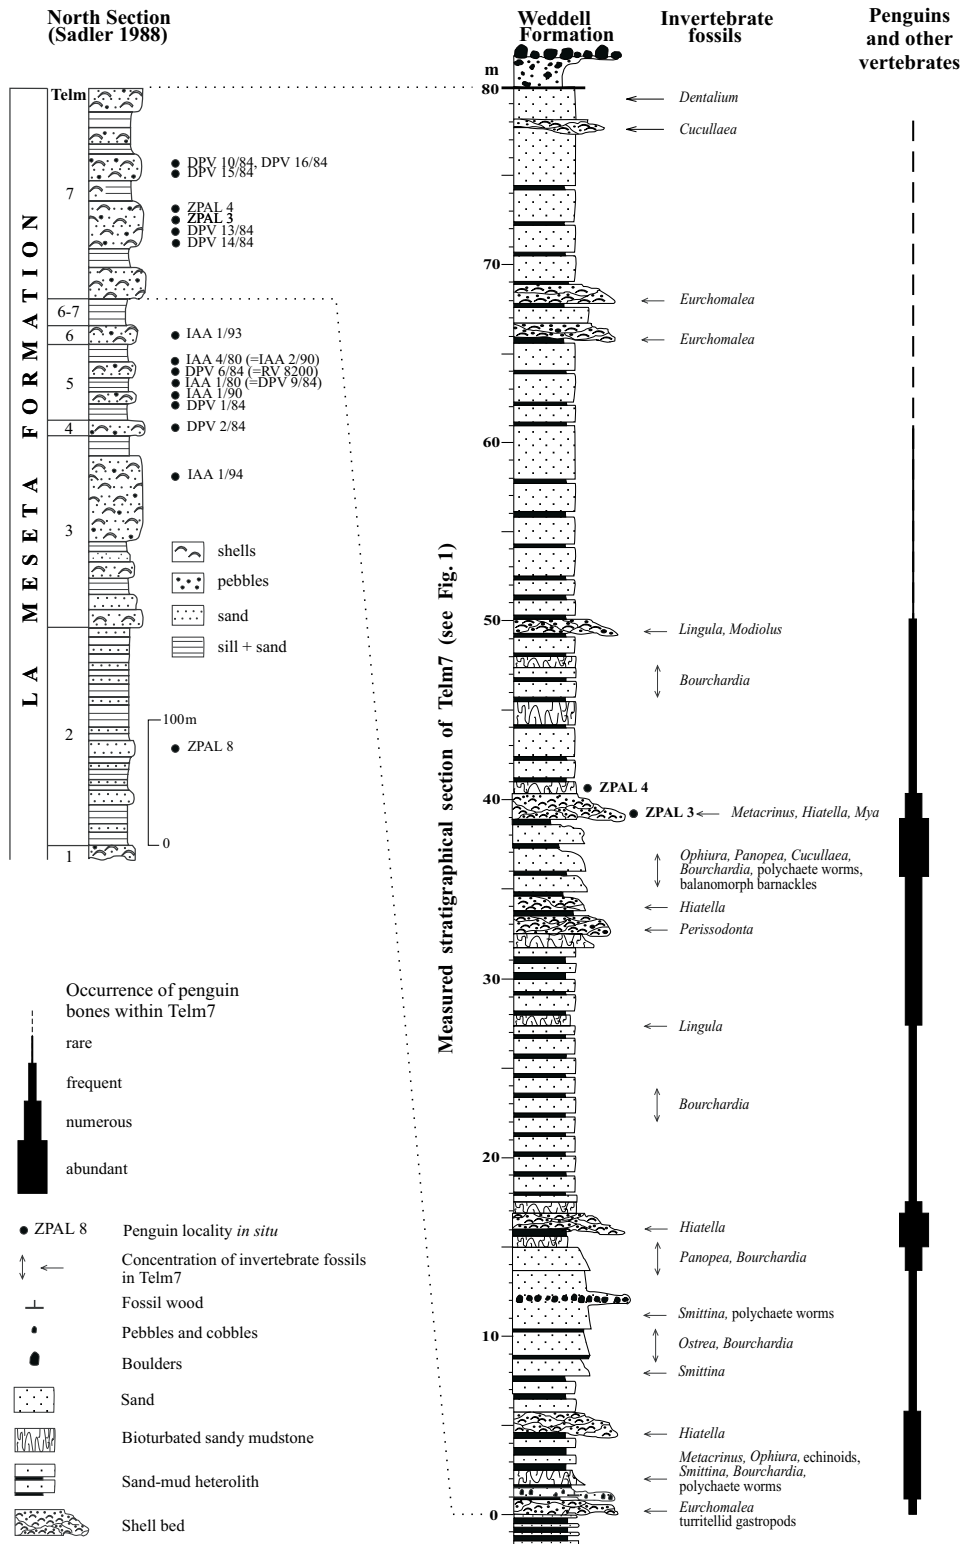 North Section
(Sadler 1988)
Weddell
Formation
Invertebrate
fossils
Penguins
and other
vertebrates
LA MESETA FORMATION
Telm
7
6-7
6
5
4
3
2
1
DPV 10/84, DPV 16/84
DPV 15/84
ZPAL 4
ZPAL 3
DPV 13/84
DPV 14/84
IAA 1/93
IAA 4/80 (=IAA 2/90)
DPV 6/84 (=RV 8200)
IAA 1/80 (=DPV 9/84)
IAA 1/90
DPV 1/84
DPV 2/84
IAA 1/94
shells
pebbles
sand
sill + sand
100m
ZPAL 8
0
Occurrence of penguin
bones within Telm7
rare
frequent
numerous
abundant
ZPAL 8
Penguin locality in situ
Concentration of invertebrate fossils
in Telm7
Fossil wood
Pebbles and cobbles
Boulders
Sand
Bioturbated sandy mudstone
Sand-mud heterolith
Shell bed
Measured stratigraphical section of Telm7 (see Fig. 1)
m
80
70
60
50
40
30
20
10
0
ZPAL 4
ZPAL 3
Dentalium
Cucullaea
Eurchomalea
Eurchomalea
Lingula, Modiolus
Bourchardia
Metacrinus, Hiatella, Mya
Ophiura, Panopea, Cucullaea,
Bourchardia, polychaete worms,
balanomorph barnackles
Hiatella
Perissodonta
Lingula
Bourchardia
Hiatella
Panopea, Bourchardia
Smittina, polychaete worms
Ostrea, Bourchardia
Smittina
Hiatella
Metacrinus, Ophiura, echinoids,
Smittina, Bourchardia,
polychaete worms
Eurchomalea
turritellid gastropods